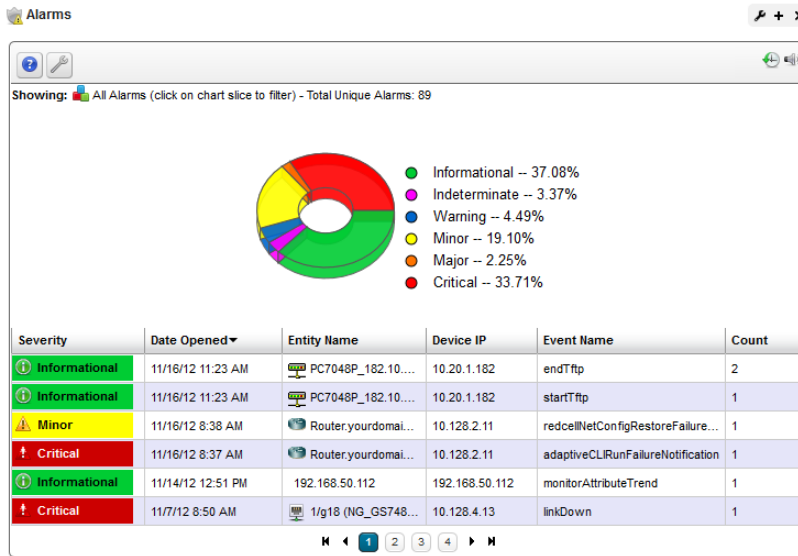 Alarms
Showing: All Alarms (click on chart slice to filter) - Total Unique Alarms: 89
Informational -- 37.08%
Indeterminate -- 3.37%
Warning -- 4.49%
Minor -- 19.10%
Major -- 2.25%
Critical -- 33.71%
Severity Date Opened Entity Name Device IP Event Name Count
Informational 11/16/12 11:23 AM PC7048P_182.10.... 10.20.1.182 endTftp 2
Informational 11/16/12 11:23 AM PC7048P_182.10.... 10.20.1.182 startTftp 1
Minor 11/16/12 8:38 AM Router.yourdomai... 10.128.2.11 redcellNetConfigRestoreFailure... 1
Critical 11/16/12 8:37 AM Router.yourdomai... 10.128.2.11 adaptiveCLIRunFailureNotification 1
Informational 11/14/12 12:51 PM 192.168.50.112 192.168.50.112 monitorAttributeTrend 1
Critical 11/7/12 8:50 AM 1/g18 (NG_GS748... 10.128.4.13 linkDown 1
1 2 3 4